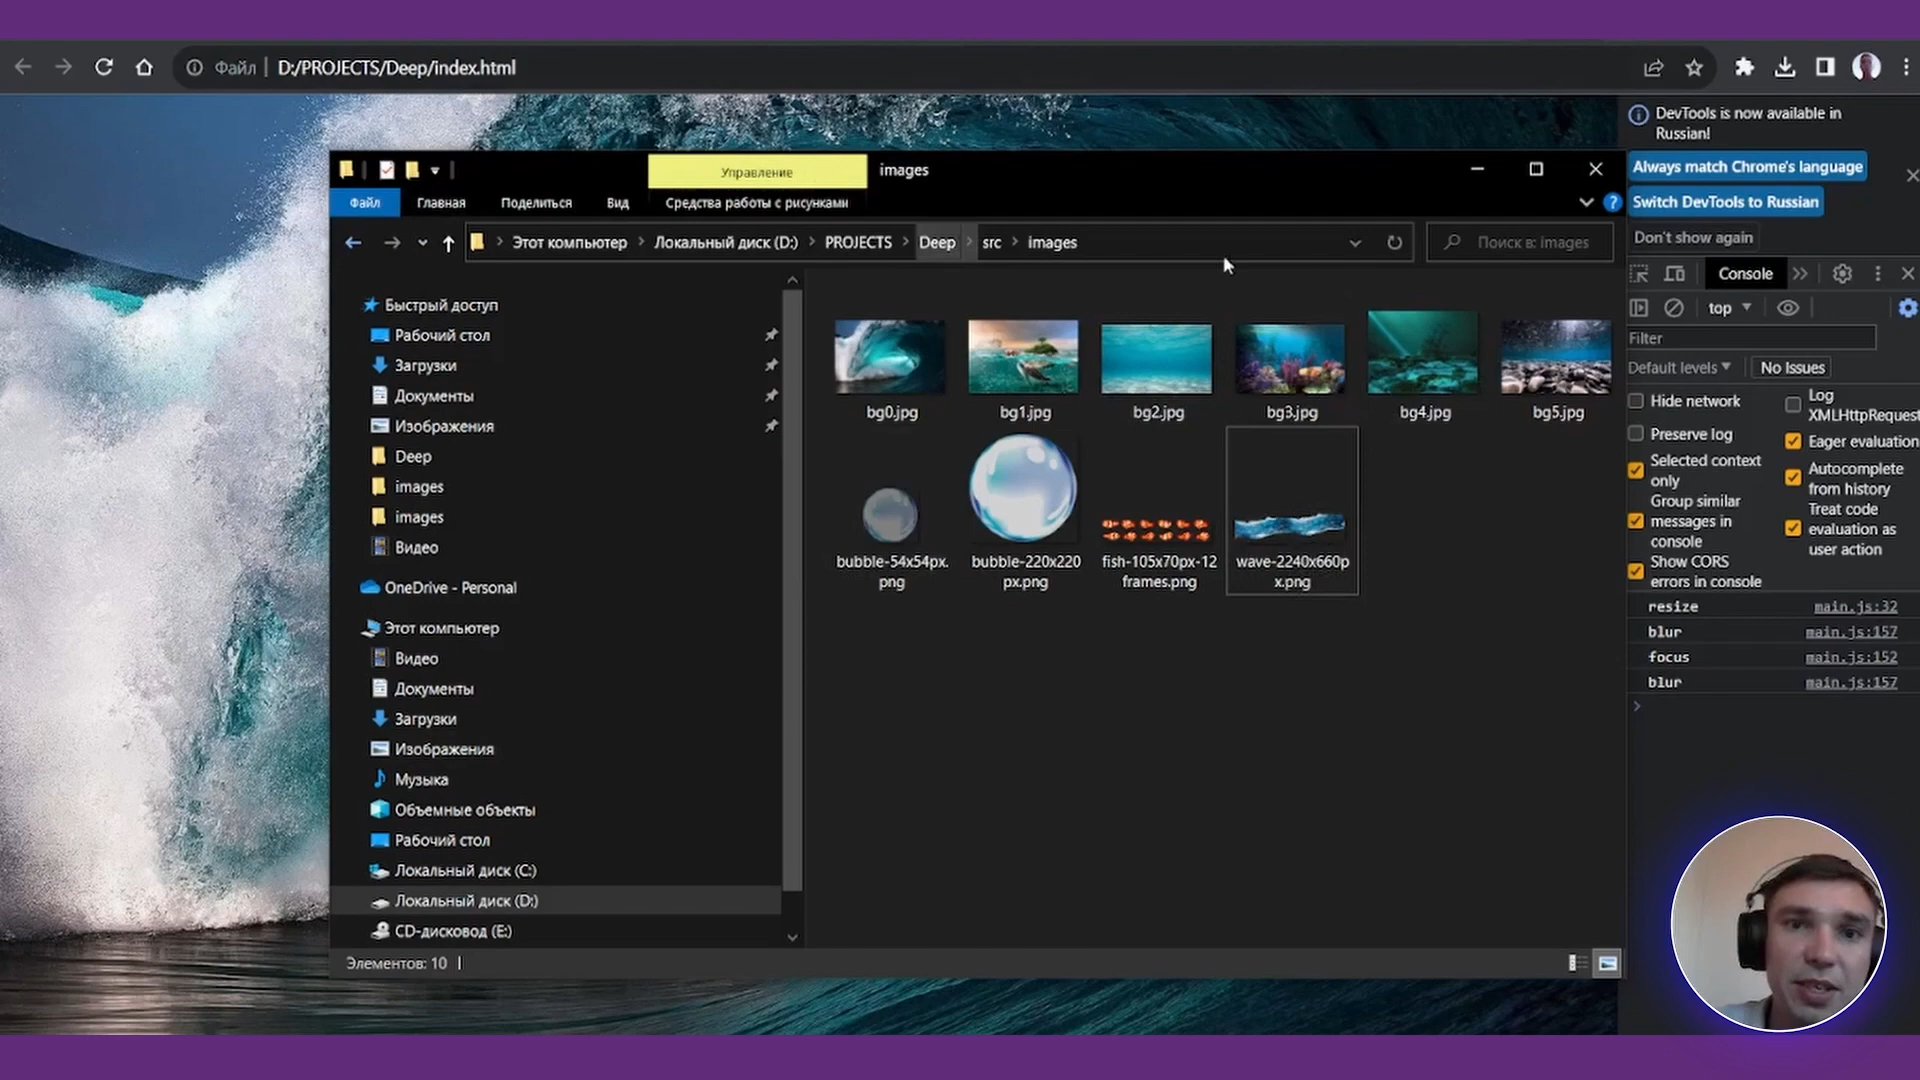 Файл
D:/PROJECTS/Deep/index.html
DevTools is now available in
Russian!
Always match Chrome's language
Switch DevTools to Russian
Don't show again
Управление
images
Файл
Главная
Поделиться
Вид
Средства работы с рисунками
Этот компьютер
Локальный диск (D:)
PROJECTS
Deep
src
images
Поиск в: images
Быстрый доступ
Рабочий стол
Загрузки
Документы
Изображения
Deep
images
images
Видео
OneDrive - Personal
Этот компьютер
Видео
Документы
Загрузки
Изображения
Музыка
Объемные объекты
Рабочий стол
Локальный диск (C:)
Локальный диск (D:)
CD-дисковод (E:)
Элементов: 10
bg0.jpg
bg1.jpg
bg2.jpg
bg3.jpg
bg4.jpg
bg5.jpg
bubble-54x54px.
png
bubble-220x220
px.png
fish-105x70px-12
frames.png
wave-2240x660p
x.png
Console
top
Filter
Default levels
No Issues
Hide network
Preserve log
Selected context
only
Group similar
messages in
console
Show CORS
errors in console
Log
XMLHttpRequest
Eager evaluation
Autocomplete
from history
Treat code
evaluation as
user action
resize main.js:32
blur main.js:157
focus main.js:152
blur main.js:157